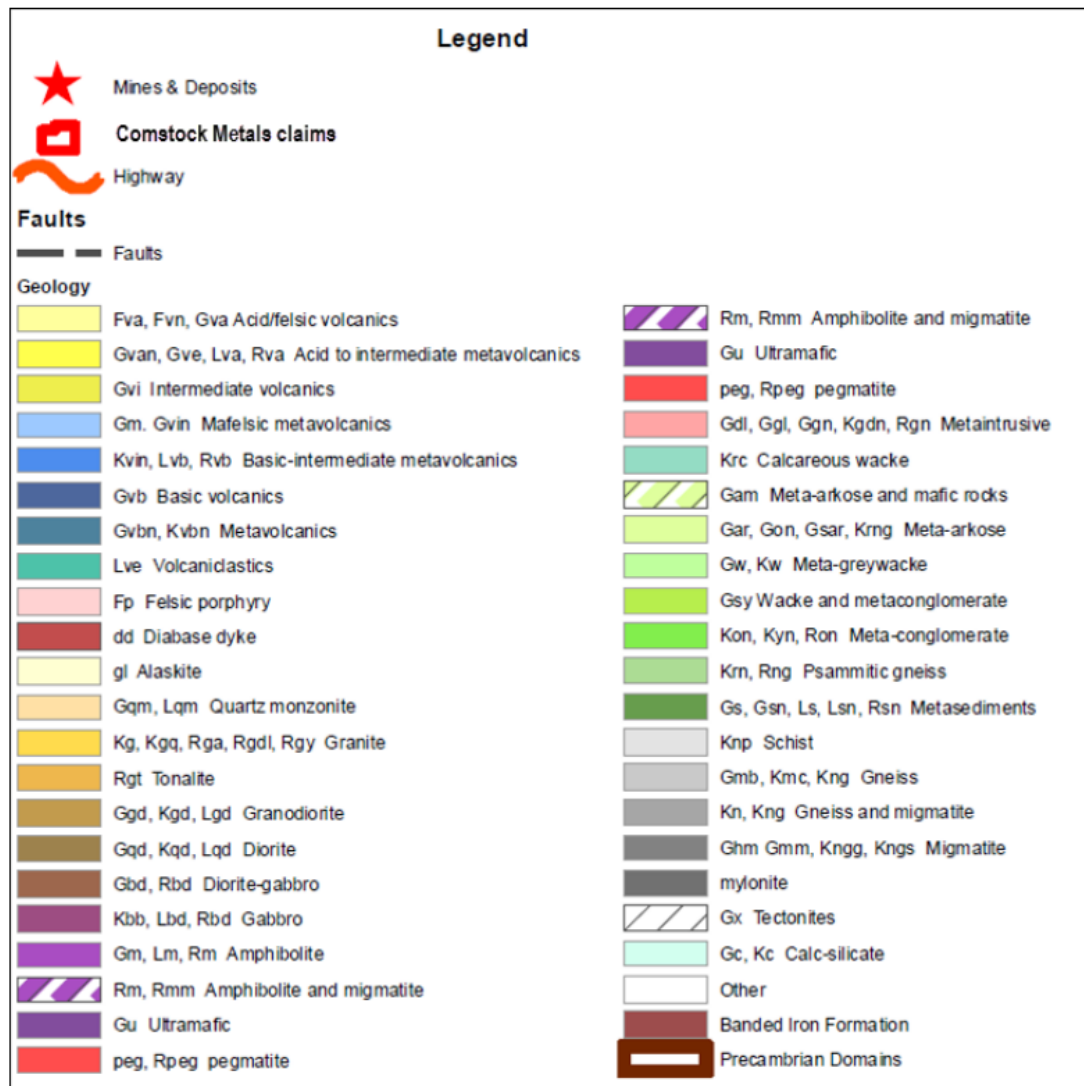 Legend
Mines & Deposits
Comstock Metals claims
Highway
Faults
Faults
Geology
Fva, Fvn, Gva Acid/felsic volcanics
Gvan, Gve, Lva, Rva Acid to intermediate metavolcanics
Gvi Intermediate volcanics
Gm. Gvin Mafelsic metavolcanics
Kvin, Lvb, Rvb Basic-intermediate metavolcanics
Gvb Basic volcanics
Gvbn, Kvbn Metavolcanics
Lve Volcaniclastics
Fp Felsic porphyry
dd Diabase dyke
gl Alaskite
Gqm, Lqm Quartz monzonite
Kg, Kgq, Rga, Rgdl, Rgy Granite
Rgt Tonalite
Ggd, Kgd, Lgd Granodiorite
Gqd, Kqd, Lqd Diorite
Gbd, Rbd Diorite-gabbro
Kbb, Lbd, Rbd Gabbro
Gm, Lm, Rm Amphibolite
Rm, Rmm Amphibolite and migmatite
Gu Ultramafic
peg, Rpeg pegmatite
Rm, Rmm Amphibolite and migmatite
Gu Ultramafic
peg, Rpeg pegmatite
Gdl, Ggl, Ggn, Kgdn, Rgn Metaintrusive
Krc Calcareous wacke
Gam Meta-arkose and mafic rocks
Gar, Gon, Gsar, Krng Meta-arkose
Gw, Kw Meta-greywacke
Gsy Wacke and metaconglomerate
Kon, Kyn, Ron Meta-conglomerate
Krn, Rng Psammitic gneiss
Gs, Gsn, Ls, Lsn, Rsn Metasediments
Knp Schist
Gmb, Kmc, Kng Gneiss
Kn, Kng Gneiss and migmatite
Ghm Gmm, Kngg, Kngs Migmatite
mylonite
Gx Tectonites
Gc, Kc Calc-silicate
Other
Banded Iron Formation
Precambrian Domains